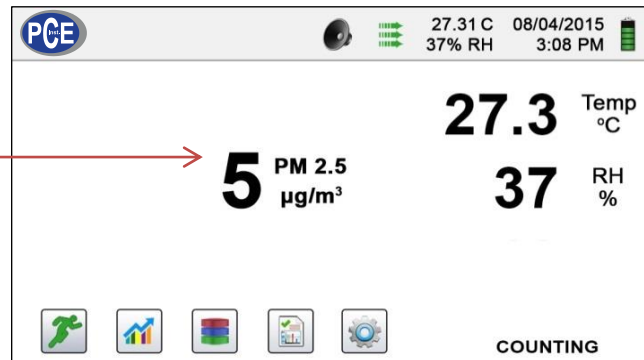 PCE
Inst.
27.31 C 08/04/2015
37% RH 3:08 PM
27.3 Temp °C
5 PM 2.5 µg/m³
37 RH %
COUNTING